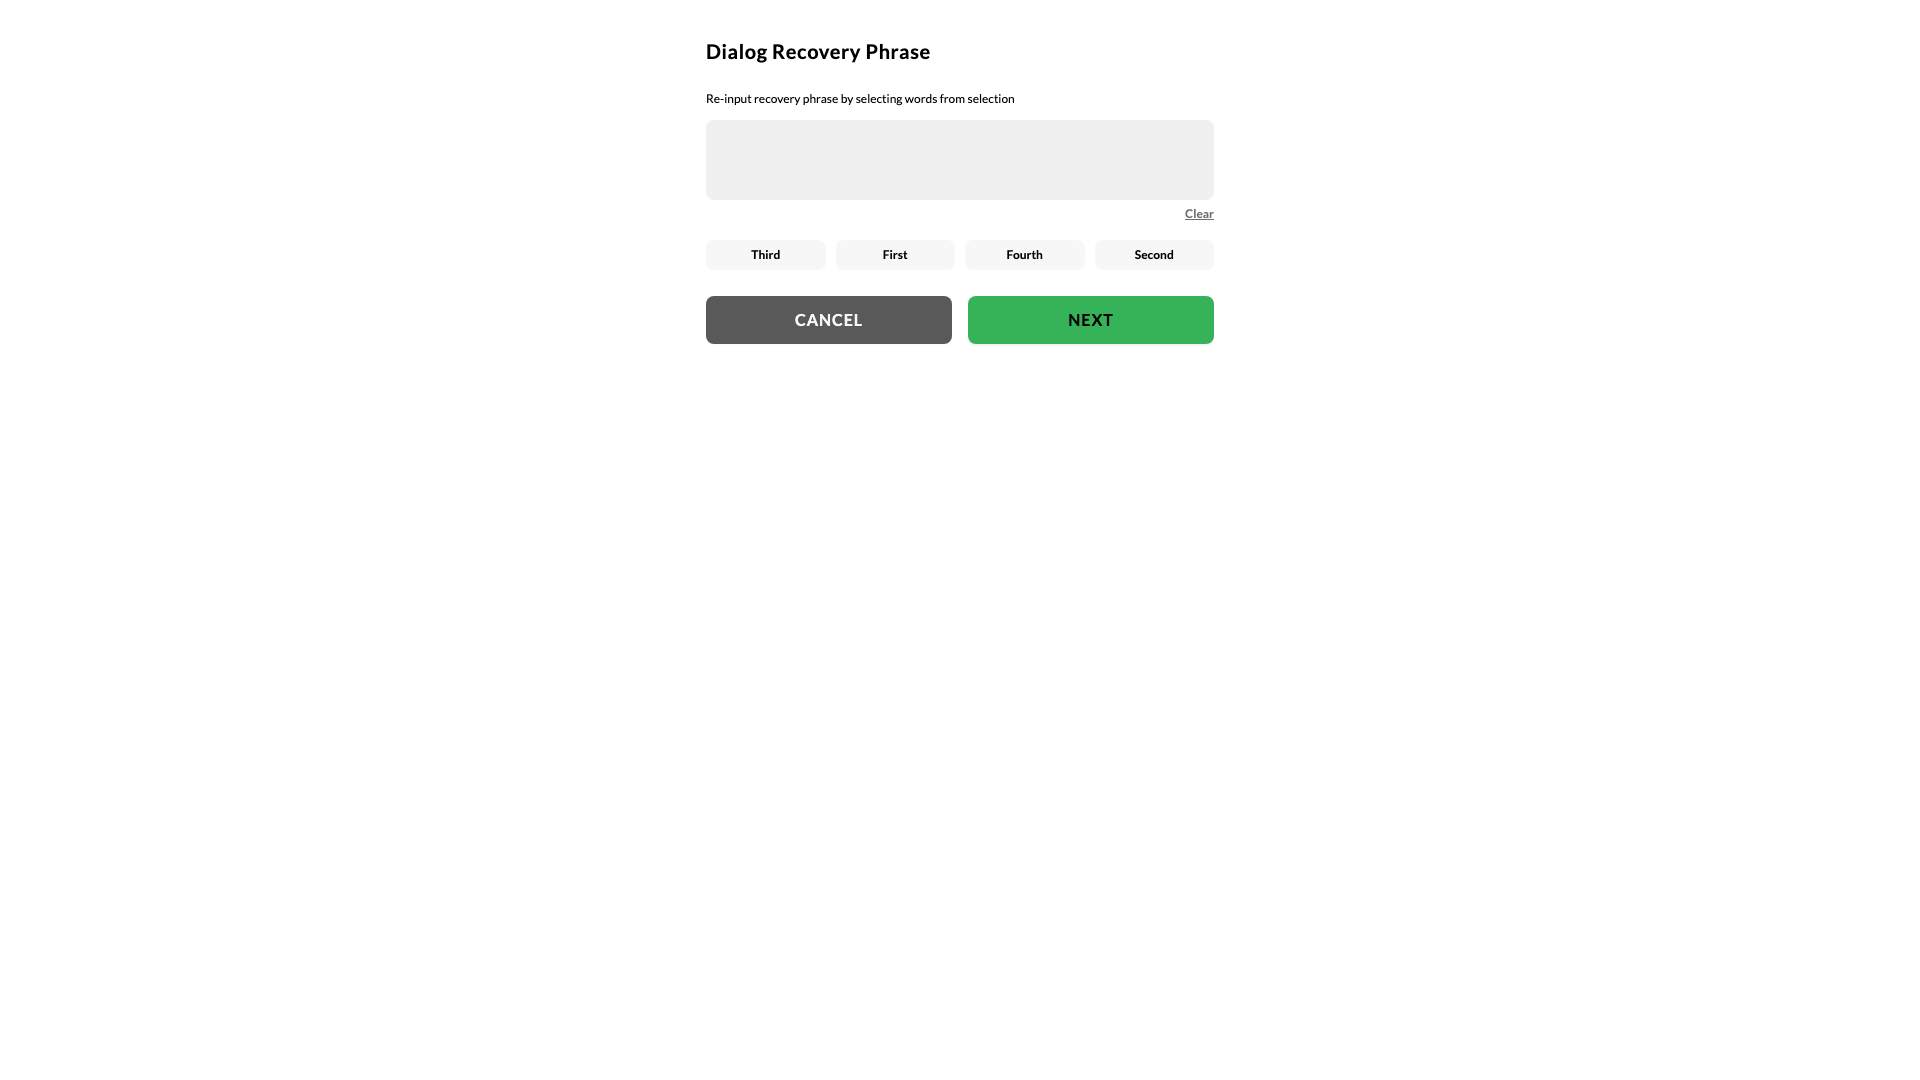 Dialog Recovery Phrase
Re-input recovery phrase by selecting words from selection
Clear
Third First Fourth Second
CANCEL NEXT